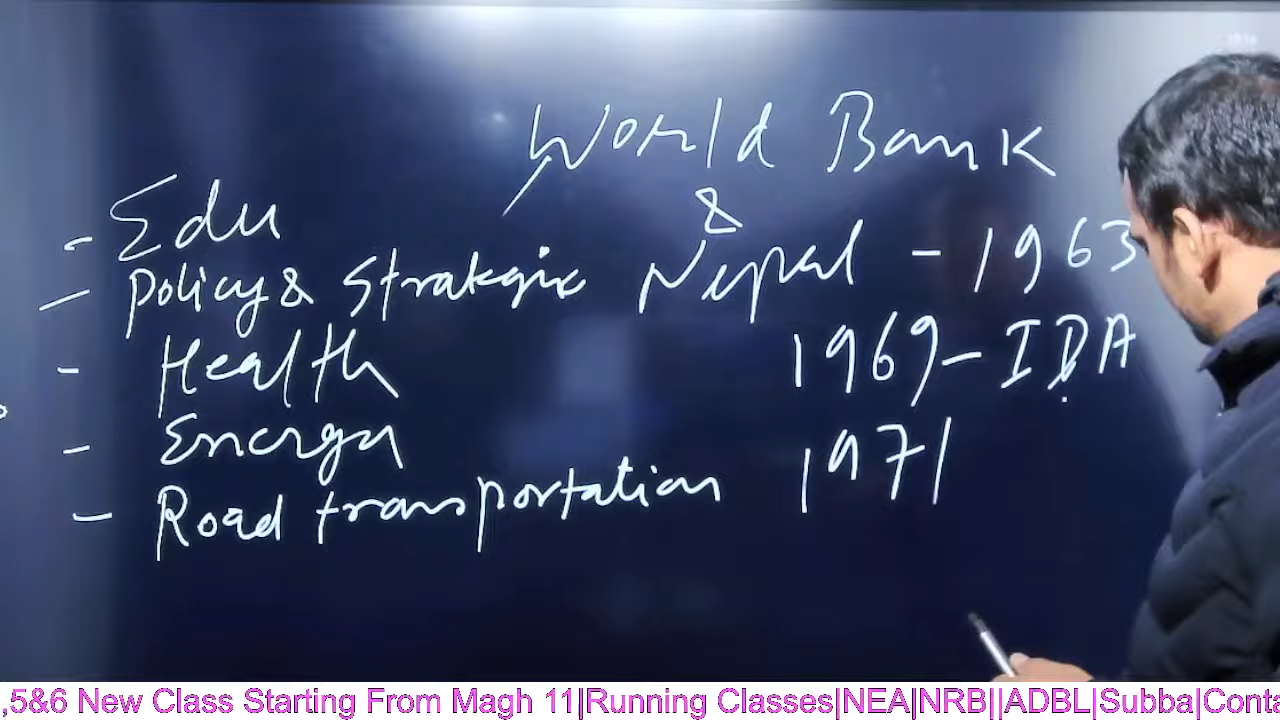 World Bank
&
Nepal - 1963
1969 - IDA
1971
- Edu
- Policy & Strategic
- Health
- Energy
- Road transportation
,5&6 New Class Starting From Magh 11|Running Classes|NEA|NRB||ADBL|Subba|Conta